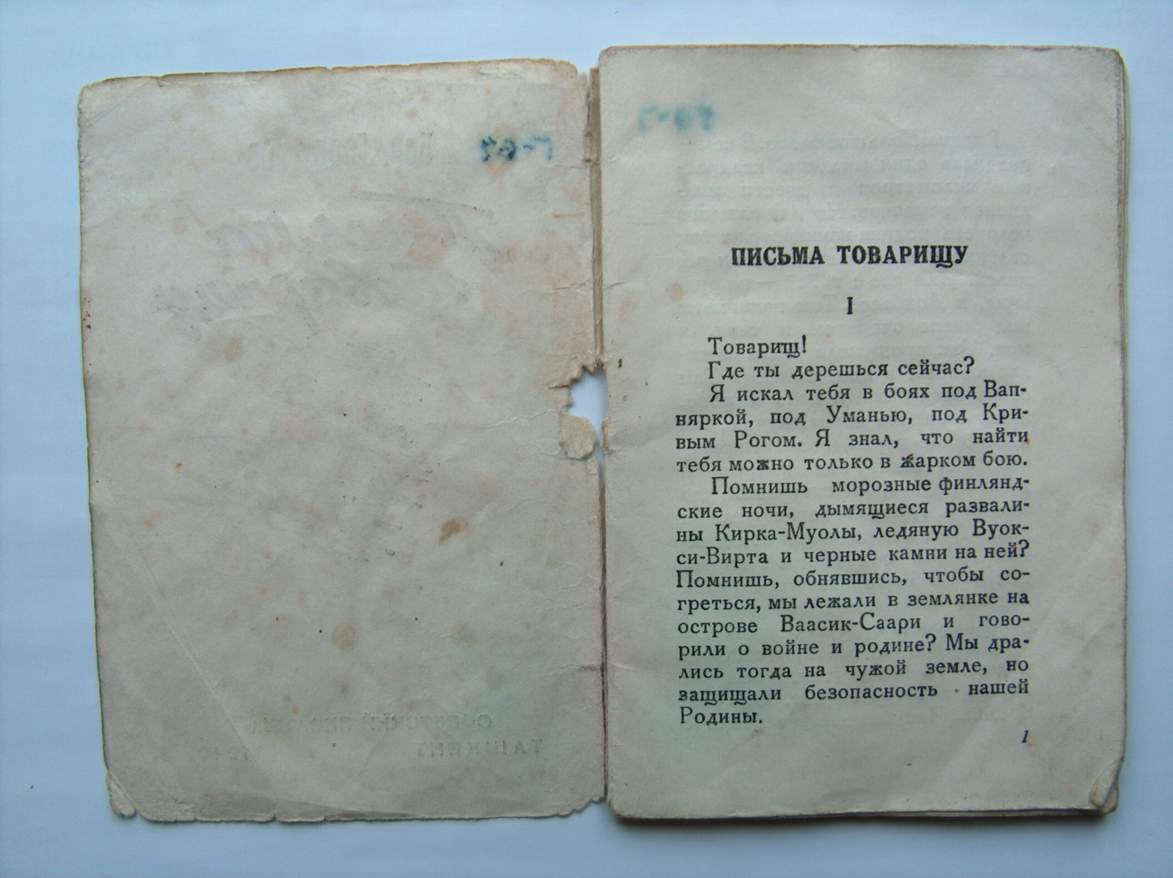 ПИСЬМА ТОВАРИЩУ
I
Товарищ!
Где ты дерешься сейчас?
Я искал тебя в боях под Вап-
няркой, под Уманью, под Кри-
вым Рогом. Я знал, что найти
тебя можно только в жарком бою.
Помнишь морозные финлянд-
ские ночи, дымящиеся развали-
ны Кирка-Муолы, ледяную Вуок-
си-Вирта и черные камни на ней?
Помнишь, обнявшись, чтобы со-
греться, мы лежали в землянке на
острове Ваасик-Саари и гово-
рили о войне и родине? Мы дра-
лись тогда на чужой земле, но
защищали безопасность нашей
Родины.
1